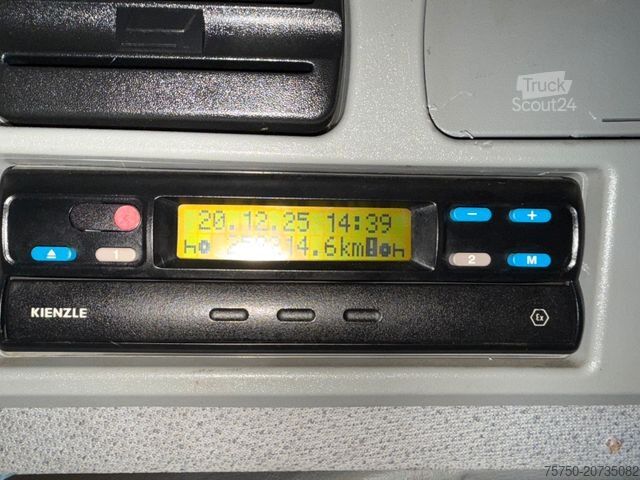 Truck
Scout24
20.12.25 14:39
h 14.6km h
1
− +
2 M
KIENZLE
Ex
75750-20735082